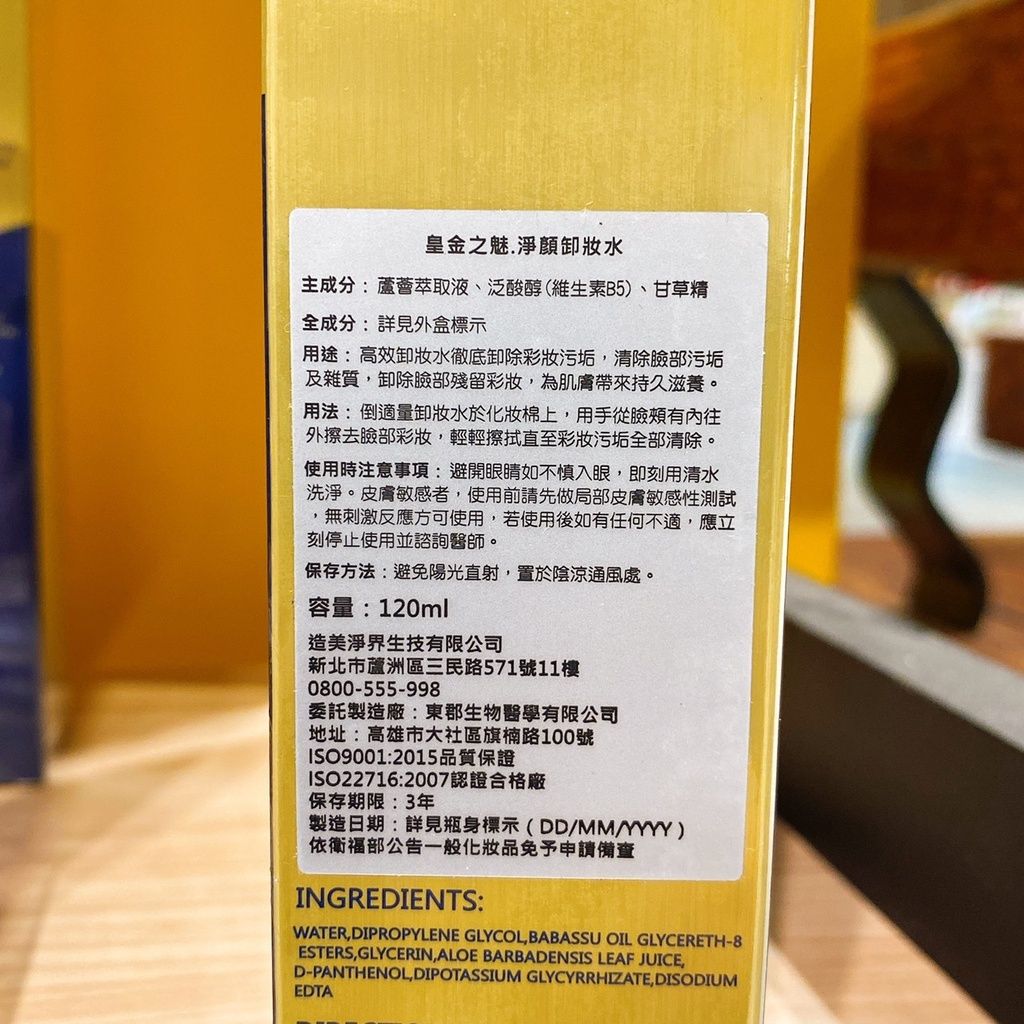 皇金之魅.淨顏卸妝水
主成分：蘆薈萃取液、泛酸醇(維生素B5)、甘草精
全成分：詳見外盒標示
用途：高效卸妝水徹底卸除彩妝污垢，清除臉部污垢
及雜質，卸除臉部殘留彩妝，為肌膚帶來持久滋養。
用法：倒適量卸妝水於化妝棉上，用手從臉頰有內往
外擦去臉部彩妝，輕輕擦拭直至彩妝污垢全部清除。
使用時注意事項：避開眼睛如不慎入眼，即刻用清水
洗淨。皮膚敏感者，使用前請先做局部皮膚敏感性測試
，無刺激反應方可使用，若使用後如有任何不適，應立
刻停止使用並諮詢醫師。
保存方法：避免陽光直射，置於陰涼通風處。
容量：120ml
造美淨界生技有限公司
新北市蘆洲區三民路571號11樓
0800-555-998
委託製造廠：東郡生物醫學有限公司
地址：高雄市大社區旗楠路100號
ISO9001:2015品質保證
ISO22716:2007認證合格廠
保存期限：3年
製造日期：詳見瓶身標示（DD/MM/YYYY）
依衛福部公告一般化妝品免予申請備查
INGREDIENTS:
WATER,DIPROPYLENE GLYCOL,BABASSU OIL GLYCERETH-8
ESTERS,GLYCERIN,ALOE BARBADENSIS LEAF JUICE,
D-PANTHENOL,DIPOTASSIUM GLYCYRRHIZATE,DISODIUM
EDTA